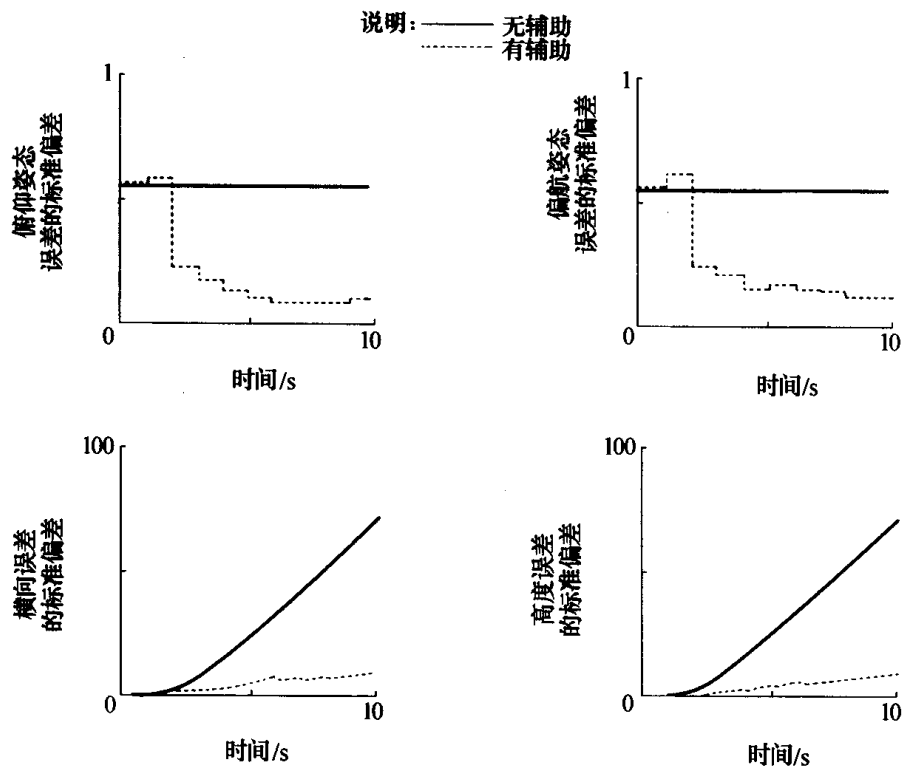 说明： 无辅助
有辅助
1
俯仰姿态
误差的标准偏差
0
10
时间/s
1
偏航姿态
误差的标准偏差
0
10
时间/s
100
横向误差
的标准偏差
0
10
时间/s
100
高度误差
的标准偏差
0
10
时间/s